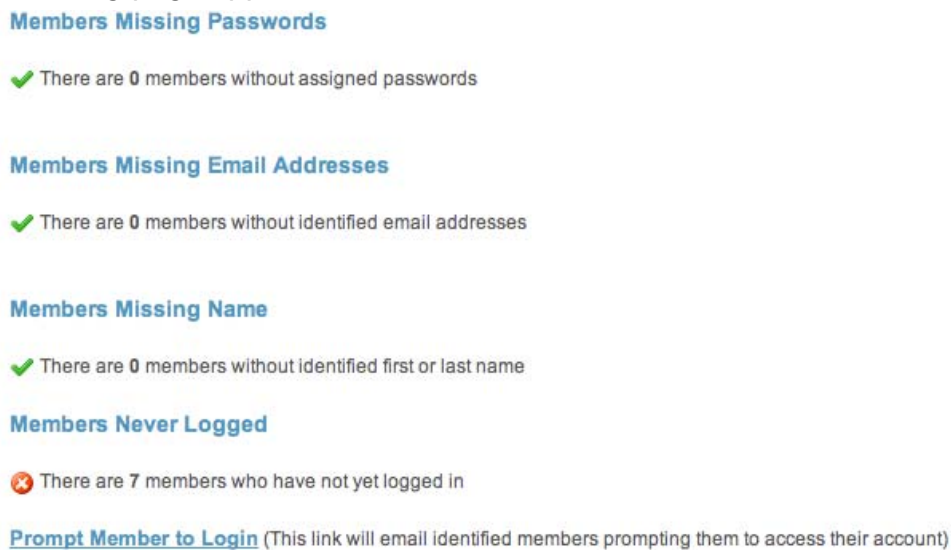 Members Missing Passwords
There are 0 members without assigned passwords
Members Missing Email Addresses
There are 0 members without identified email addresses
Members Missing Name
There are 0 members without identified first or last name
Members Never Logged
There are 7 members who have not yet logged in
Prompt Member to Login (This link will email identified members prompting them to access their account)